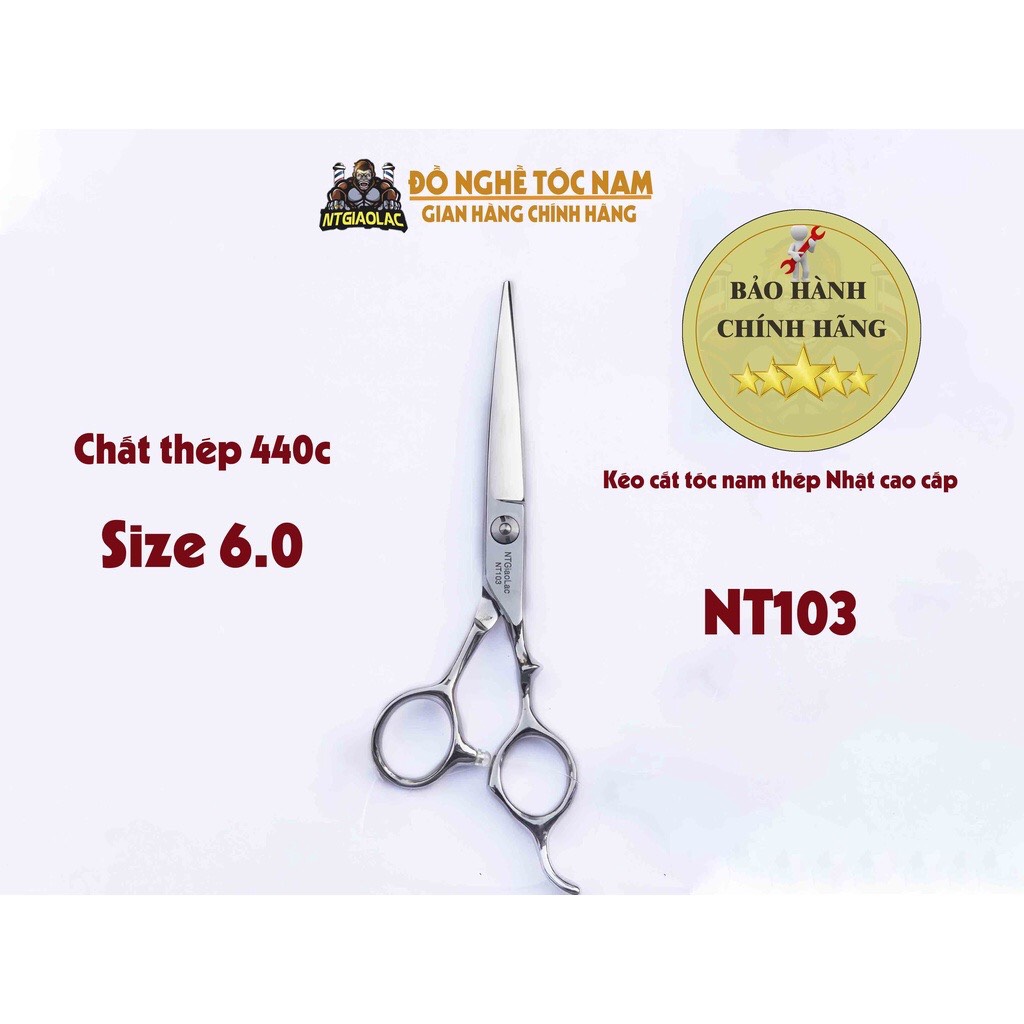 NTGIAOLAC
ĐỒ NGHỀ TÓC NAM
GIAN HÀNG CHÍNH HÃNG
BẢO HÀNH
CHÍNH HÃNG
Chất thép 440c
Size 6.0
Kéo cắt tóc nam thép Nhật cao cấp
NT103
NTGiaoLac
NT103